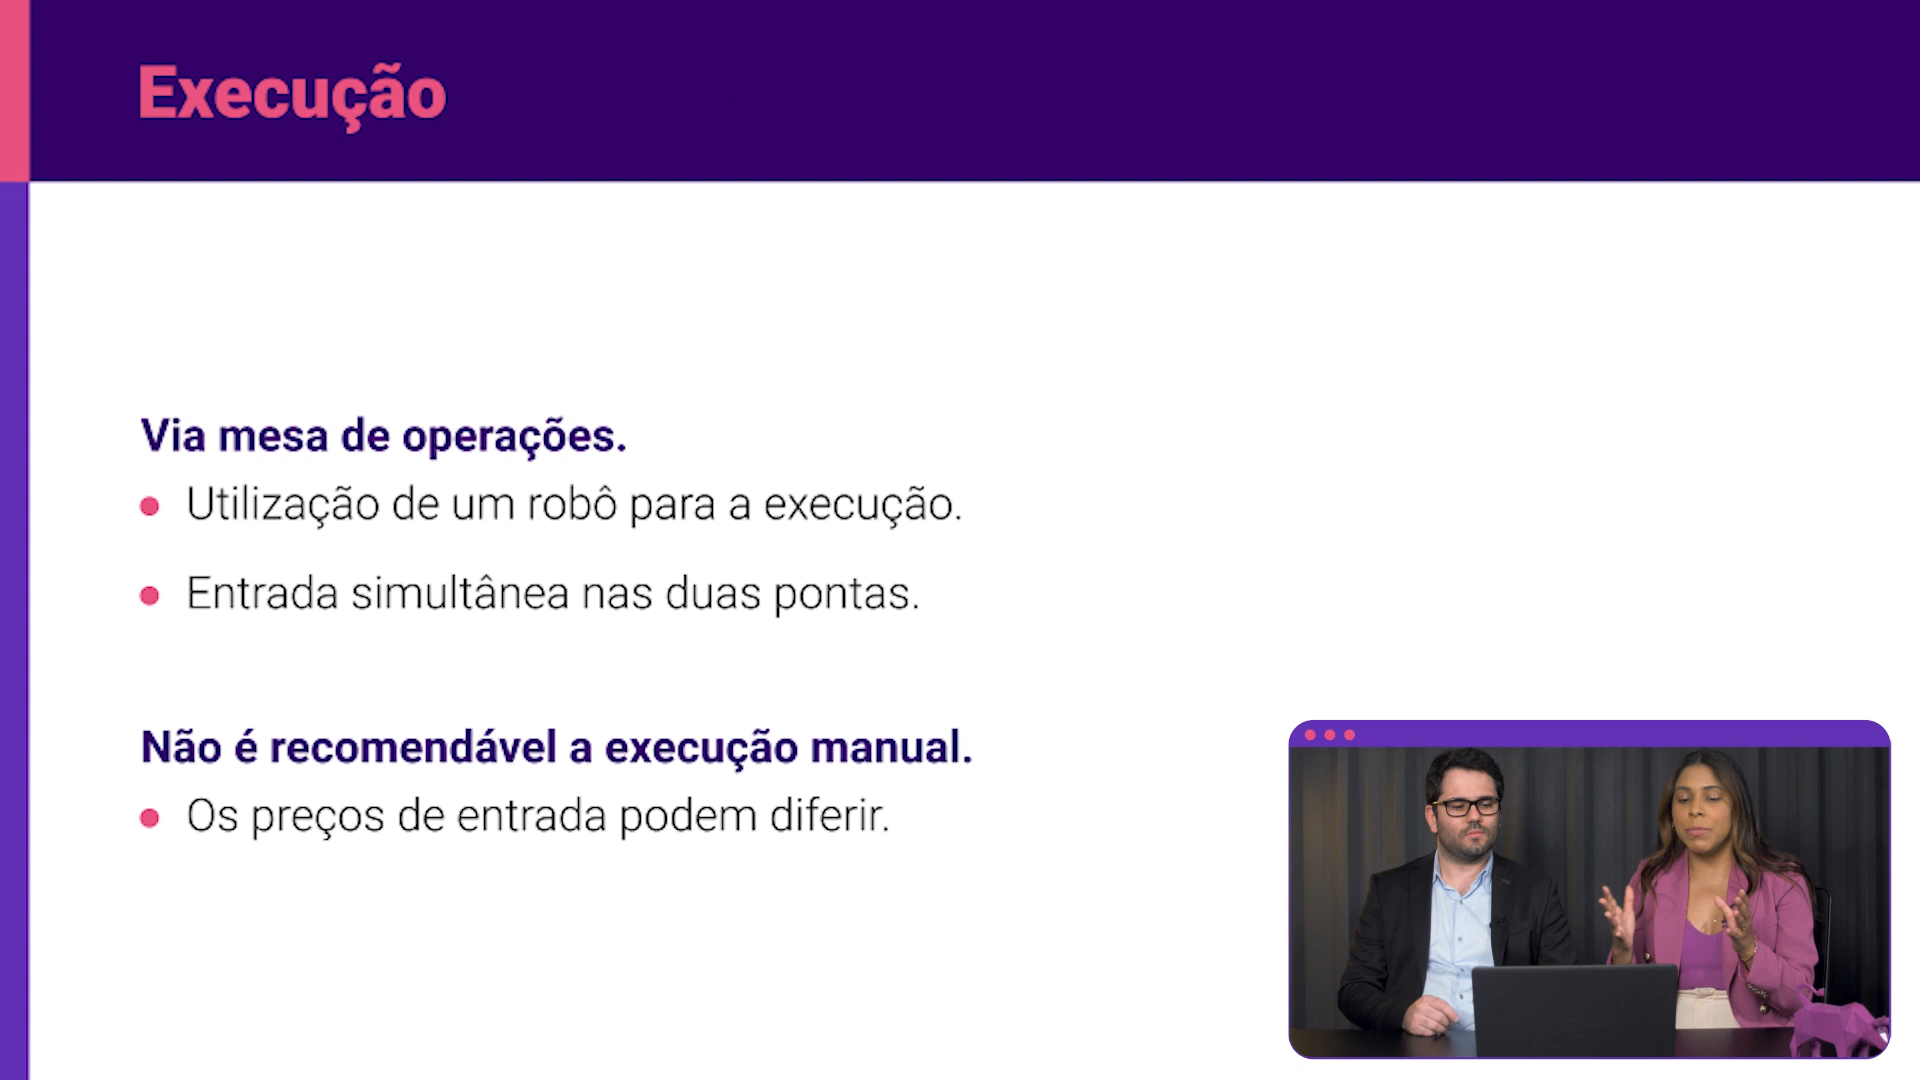 Execução
Via mesa de operações.
Utilização de um robô para a execução.
Entrada simultânea nas duas pontas.
Não é recomendável a execução manual.
Os preços de entrada podem diferir.